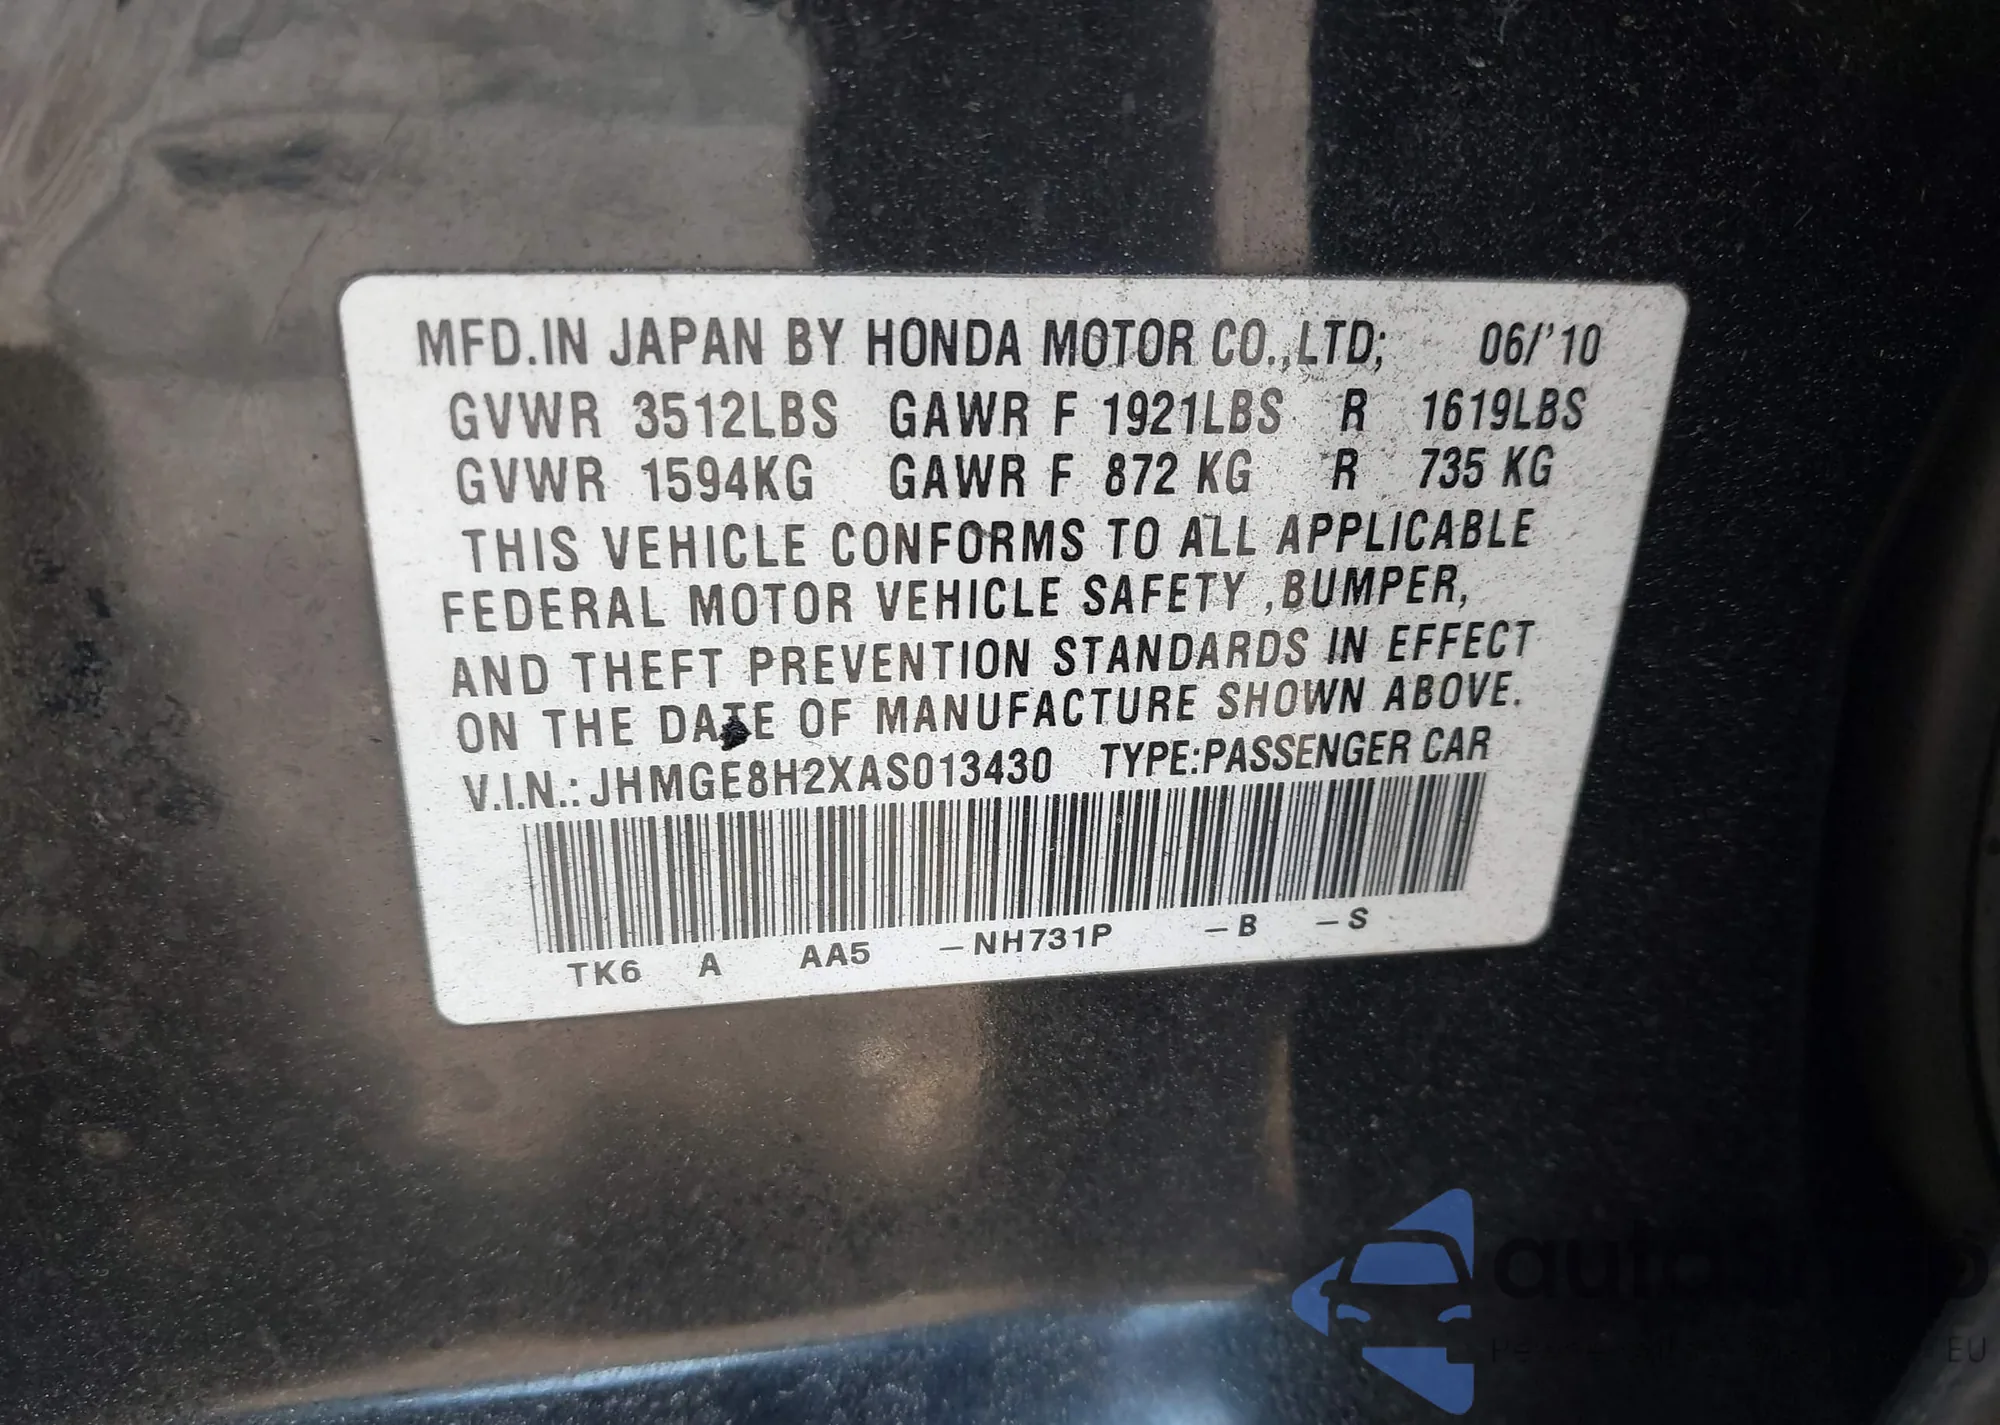 MFD.IN JAPAN BY HONDA MOTOR CO.,LTD; 06/'10
GVWR 3512LBS GAWR F 1921LBS R 1619LBS
GVWR 1594KG GAWR F 872 KG R 735 KG
THIS VEHICLE CONFORMS TO ALL APPLICABLE
FEDERAL MOTOR VEHICLE SAFETY ,BUMPER,
AND THEFT PREVENTION STANDARDS IN EFFECT
ON THE DATE OF MANUFACTURE SHOWN ABOVE.
V.I.N.: JHMGE8H2XAS013430 TYPE:PASSENGER CAR
TK6 A AA5 -NH731P -B -S
EU